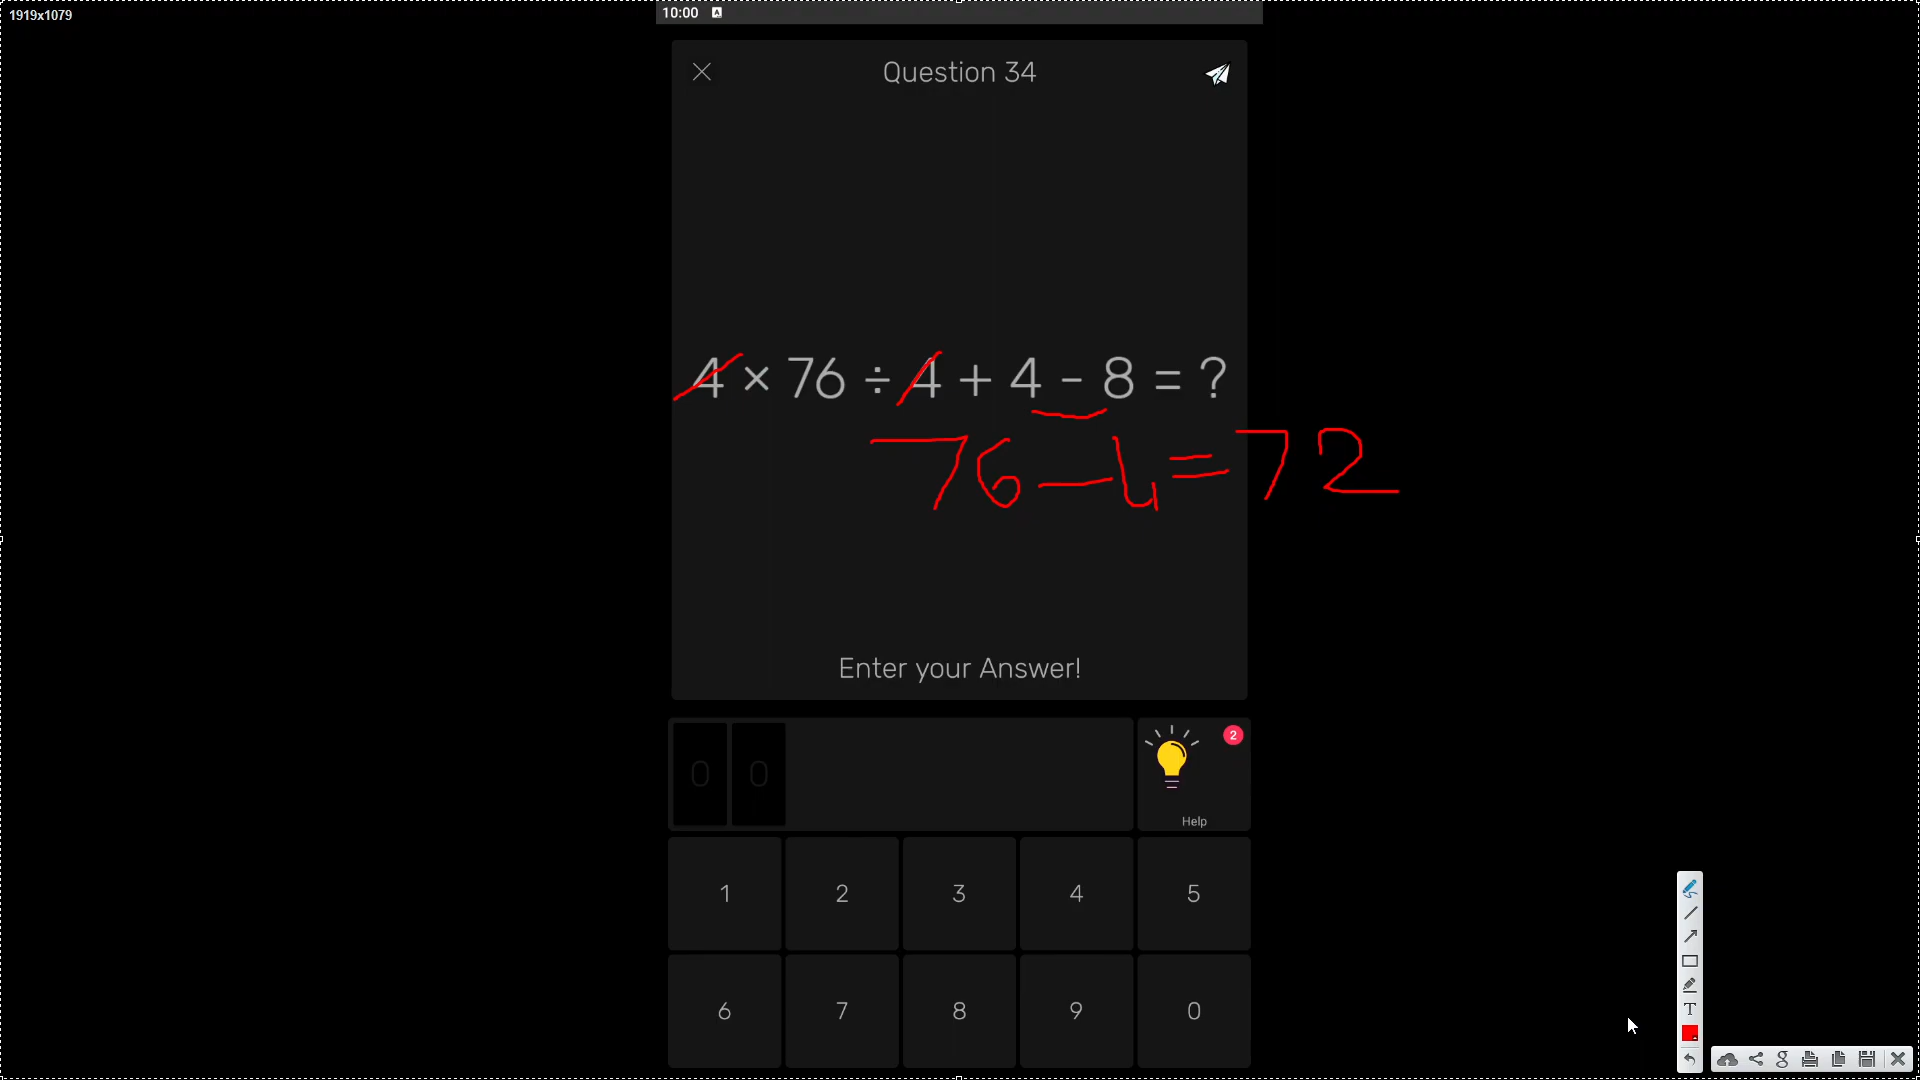 1919x1079
10:00 A
Question 34
4 × 76 ÷ 4 + 4 - 8 = ?
76-4=72
Enter your Answer!
0 0
2
Help
1 2 3 4 5
6 7 8 9 0
T
g